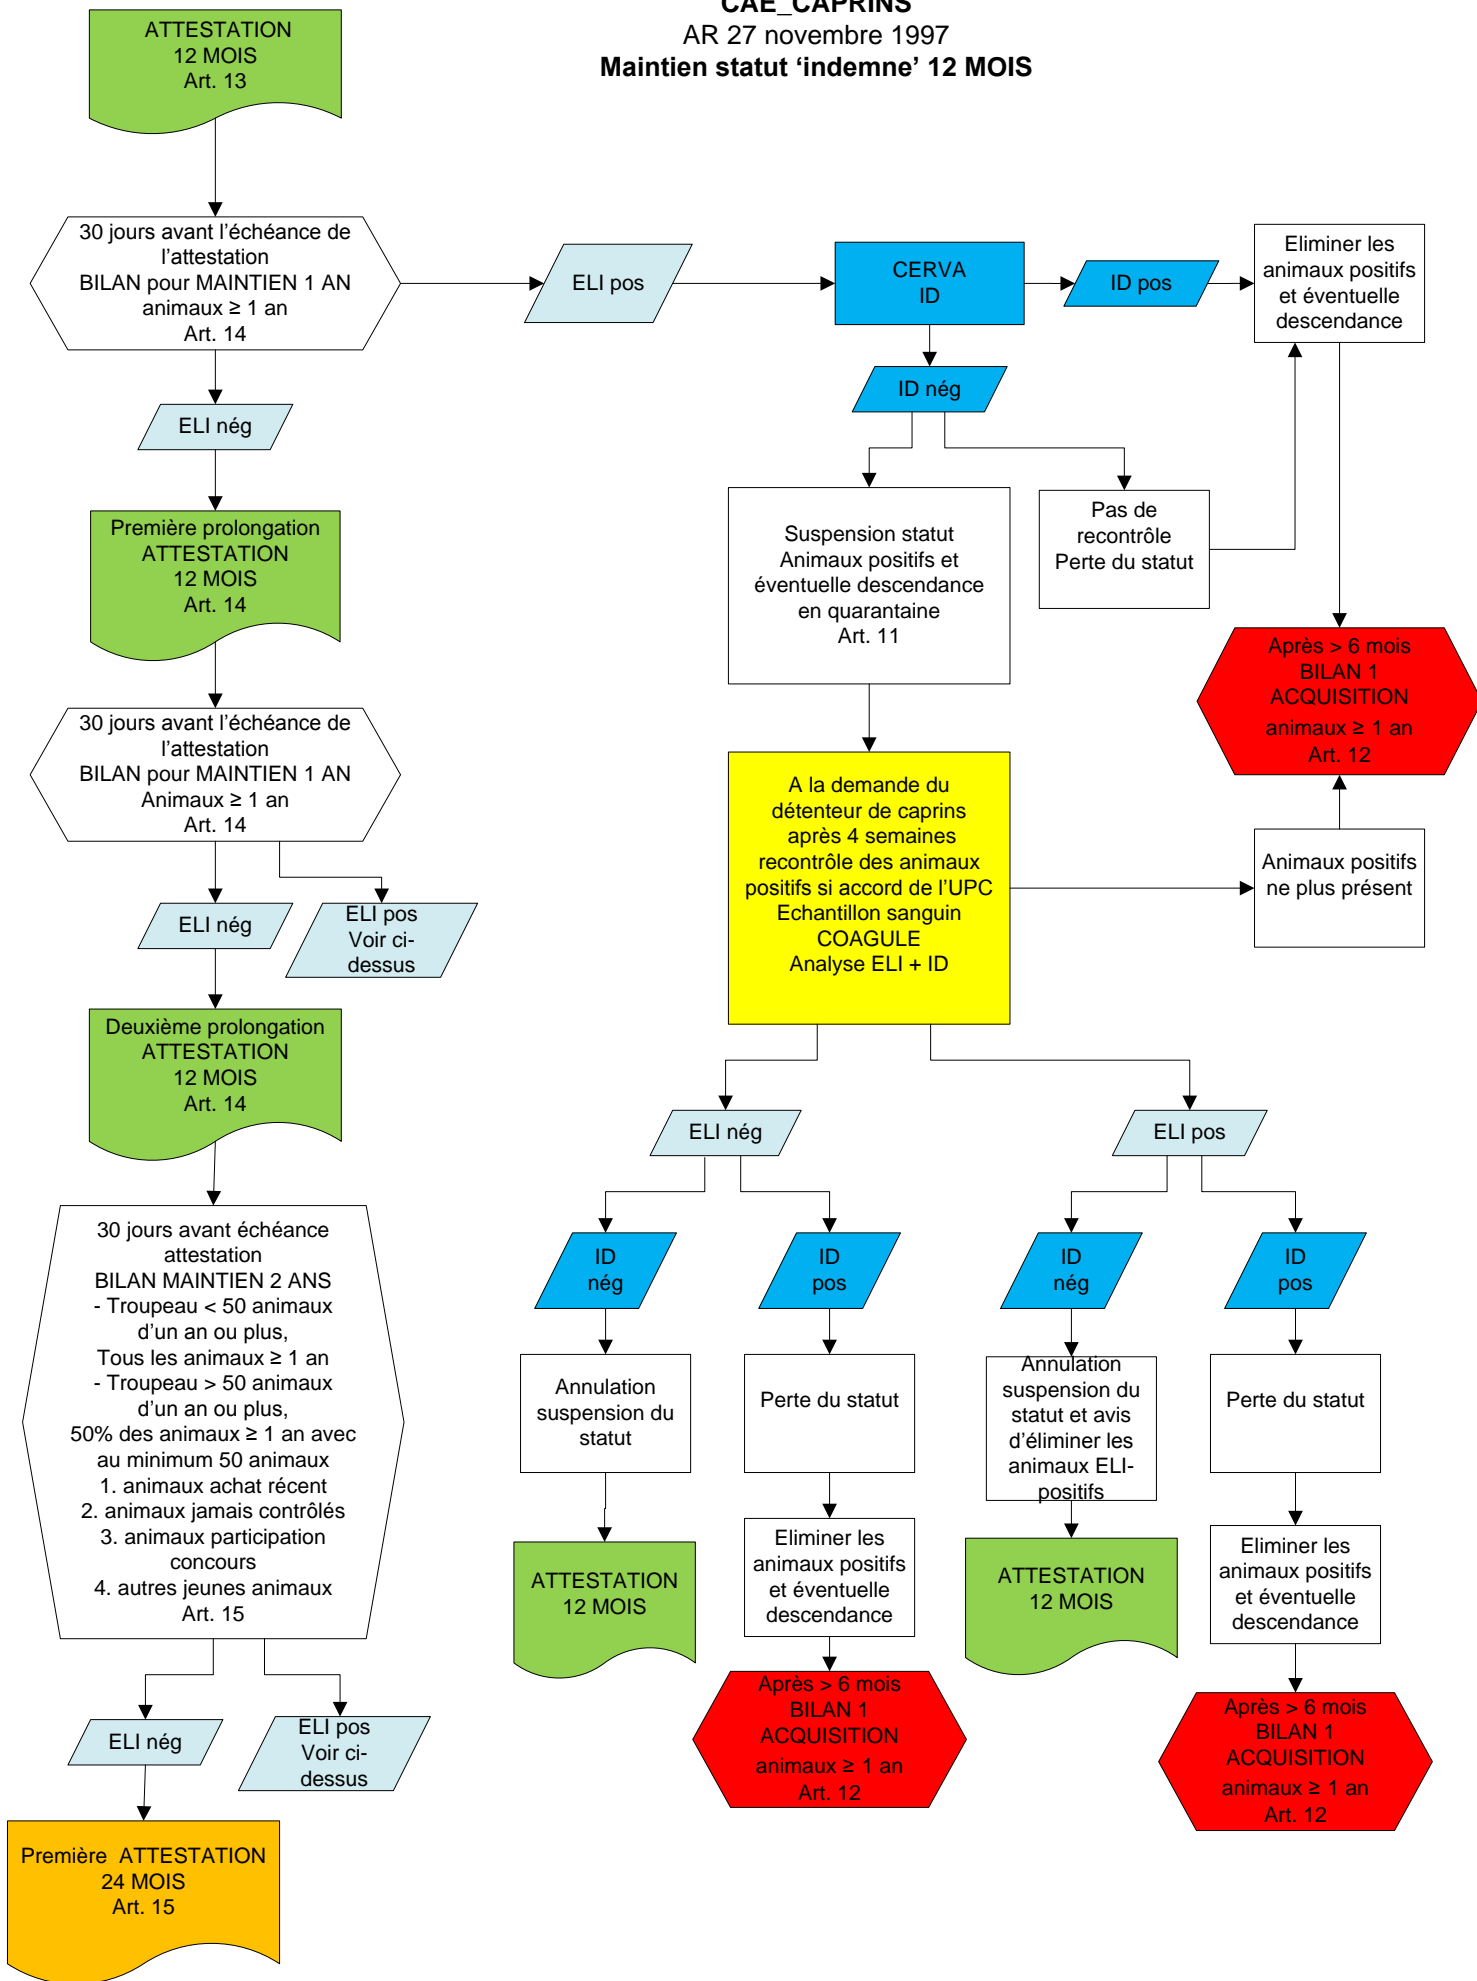 CAE_CAPRINS
AR 27 novembre 1997
Maintien statut ‘indemne’ 12 MOIS
ATTESTATION
12 MOIS
Art. 13
30 jours avant l’échéance de
l’attestation
BILAN pour MAINTIEN 1 AN
animaux ≥ 1 an
Art. 14
ELI pos
CERVA
ID
ID pos
Eliminer les
animaux positifs
et éventuelle
descendance
ID nég
ELI nég
Première prolongation
ATTESTATION
12 MOIS
Art. 14
Suspension statut
Animaux positifs et
éventuelle descendance
en quarantaine
Art. 11
Pas de
recontrôle
Perte du statut
Après > 6 mois
BILAN 1
ACQUISITION
animaux ≥ 1 an
Art. 12
30 jours avant l’échéance de
l’attestation
BILAN pour MAINTIEN 1 AN
Animaux ≥ 1 an
Art. 14
A la demande du
détenteur de caprins
après 4 semaines
recontrôle des animaux
positifs si accord de l’UPC
Echantillon sanguin
COAGULE
Analyse ELI + ID
Animaux positifs
ne plus présent
ELI nég
ELI pos
Voir ci-
dessus
Deuxième prolongation
ATTESTATION
12 MOIS
Art. 14
ELI nég
ELI pos
30 jours avant échéance
attestation
BILAN MAINTIEN 2 ANS
- Troupeau < 50 animaux
d’un an ou plus,
Tous les animaux ≥ 1 an
- Troupeau > 50 animaux
d’un an ou plus,
50% des animaux ≥ 1 an avec
au minimum 50 animaux
1. animaux achat récent
2. animaux jamais contrôlés
3. animaux participation
concours
4. autres jeunes animaux
Art. 15
ID
nég
ID
pos
ID
nég
ID
pos
Annulation
suspension du
statut
Perte du statut
Annulation
suspension du
statut et avis
d’éliminer les
animaux ELI-
positifs
Perte du statut
ATTESTATION
12 MOIS
Eliminer les
animaux positifs
et éventuelle
descendance
ATTESTATION
12 MOIS
Eliminer les
animaux positifs
et éventuelle
descendance
Après > 6 mois
BILAN 1
ACQUISITION
animaux ≥ 1 an
Art. 12
Après > 6 mois
BILAN 1
ACQUISITION
animaux ≥ 1 an
Art. 12
ELI nég
ELI pos
Voir ci-
dessus
Première ATTESTATION
24 MOIS
Art. 15